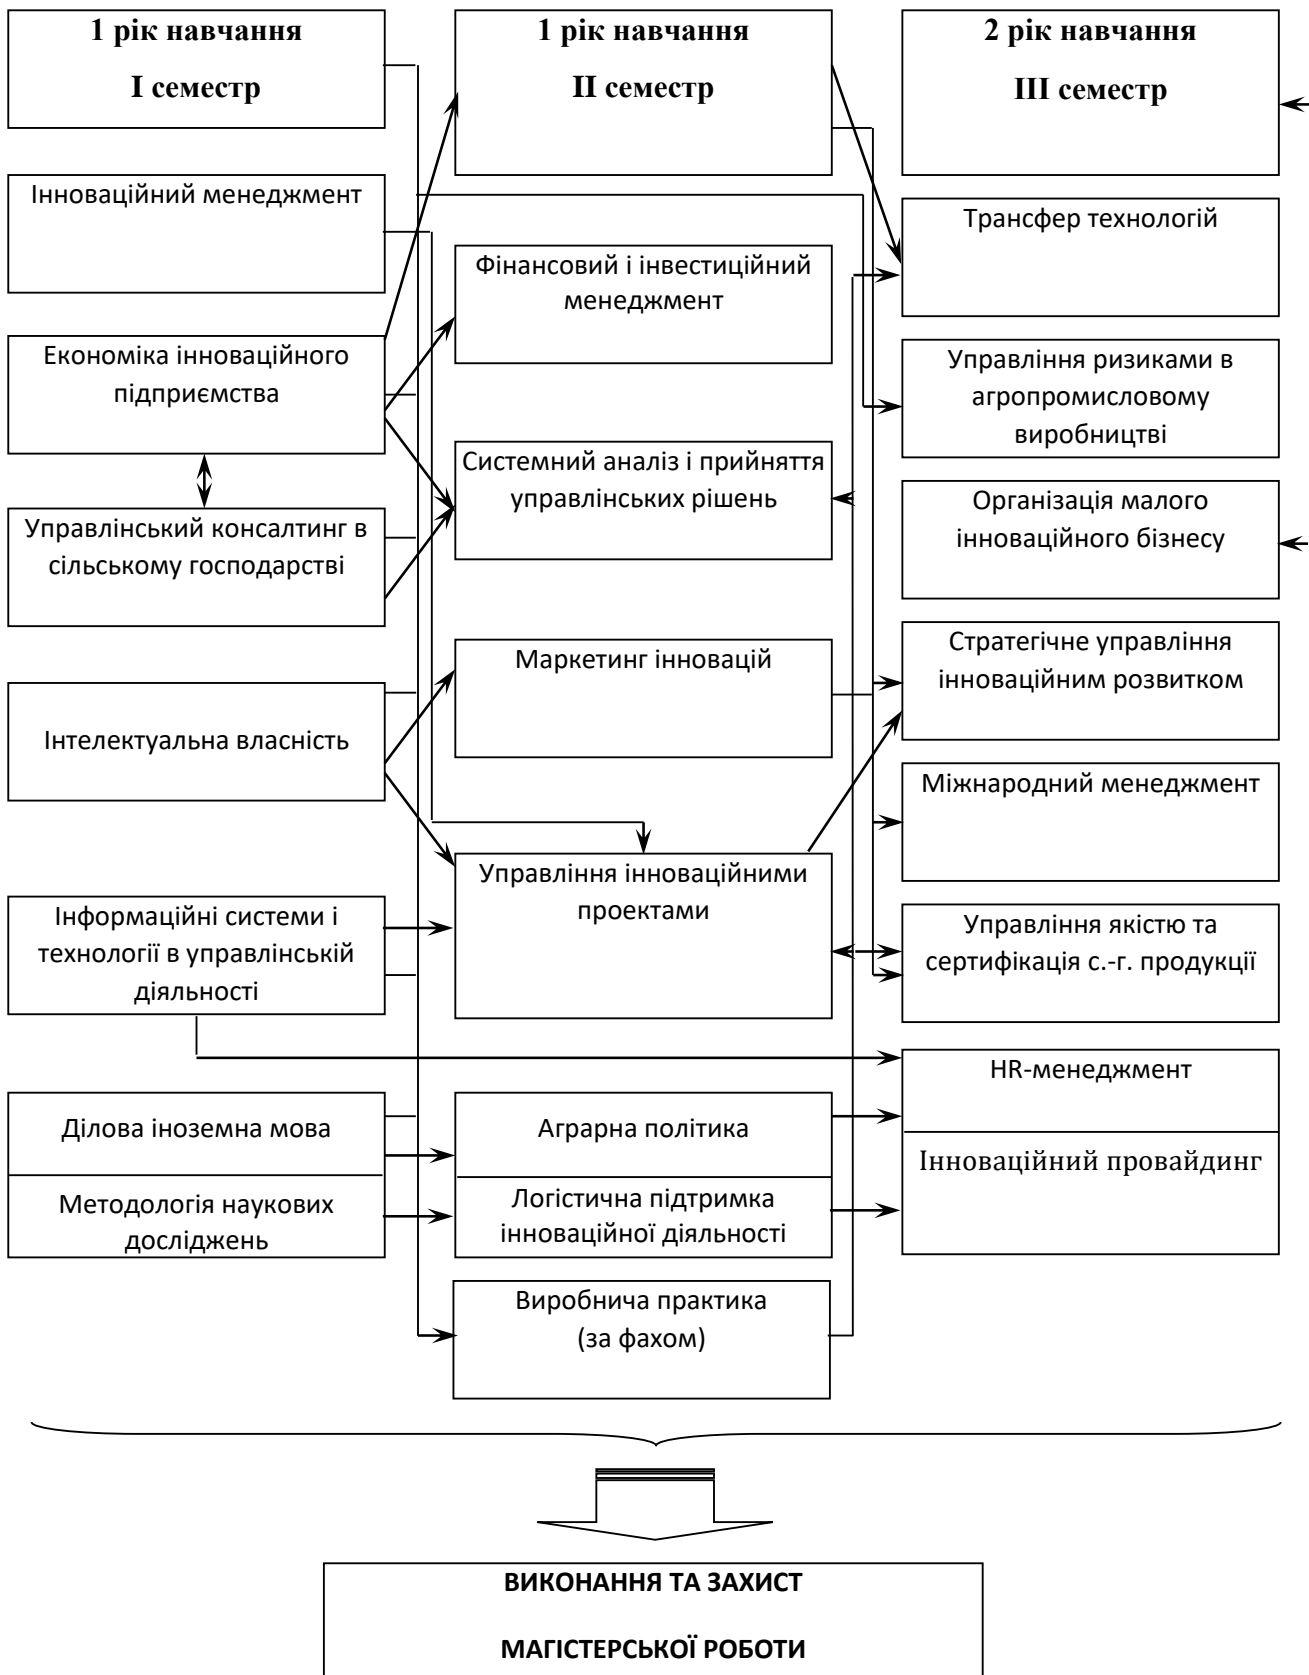 1 рік навчання
I семестр
Інноваційний менеджмент
Економіка інноваційного
підприємства
Управлінський консалтинг в
сільському господарстві
Інтелектуальна власність
Інформаційні системи і
технології в управлінській
діяльності
Ділова іноземна мова
Методологія наукових
досліджень
1 рік навчання
II семестр
Фінансовий і інвестиційний
менеджмент
Системний аналіз і прийняття
управлінських рішень
Маркетинг інновацій
Управління інноваційними
проектами
Аграрна політика
Логістична підтримка
інноваційної діяльності
Виробнича практика
(за фахом)
2 рік навчання
III семестр
Трансфер технологій
Управління ризиками в
агропромисловому
виробництві
Організація малого
інноваційного бізнесу
Стратегічне управління
інноваційним розвитком
Міжнародний менеджмент
Управління якістю та
сертифікація с.-г. продукції
HR-менеджмент
Інноваційний провайдинг
ВИКОНАННЯ ТА ЗАХИСТ
МАГІСТЕРСЬКОЇ РОБОТИ